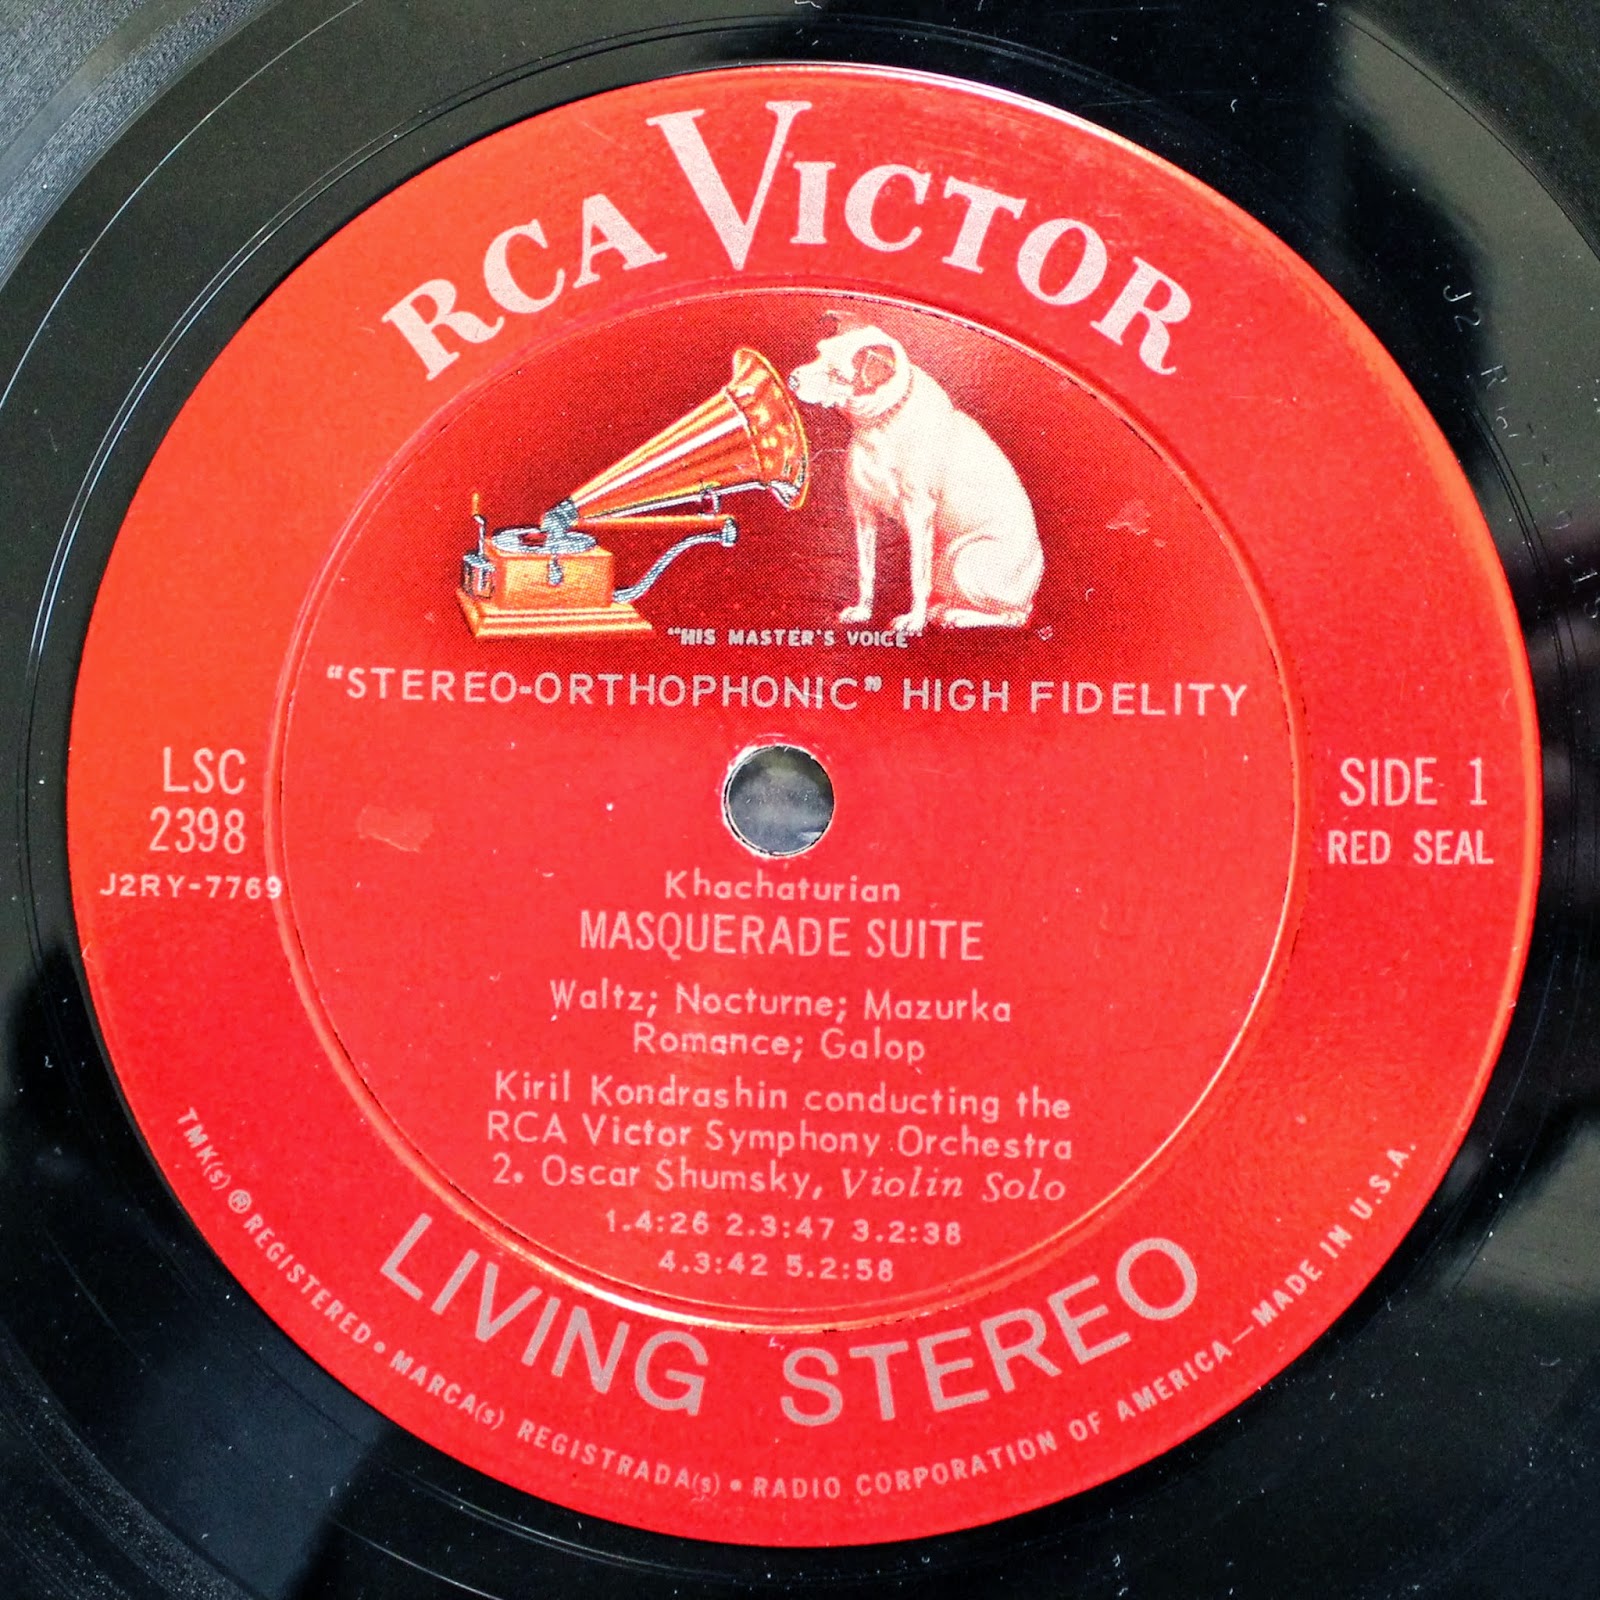 RCA VICTOR
"HIS MASTER'S VOICE"
"STEREO-ORTHOPHONIC" HIGH FIDELITY
LSC
2398
J2RY-7769
SIDE 1
RED SEAL
Khachaturian
MASQUERADE SUITE
Waltz; Nocturne; Mazurka
Romance; Galop
Kiril Kondrashin conducting the
RCA Victor Symphony Orchestra
2. Oscar Shumsky, Violin Solo
1.4:26 2.3:47 3.2:38
4.3:42 5.2:58
LIVING STEREO
TMK(s) ® REGISTERED • MARCA(s) REGISTRADA(s) • RADIO CORPORATION OF AMERICA—MADE IN U.S.A.